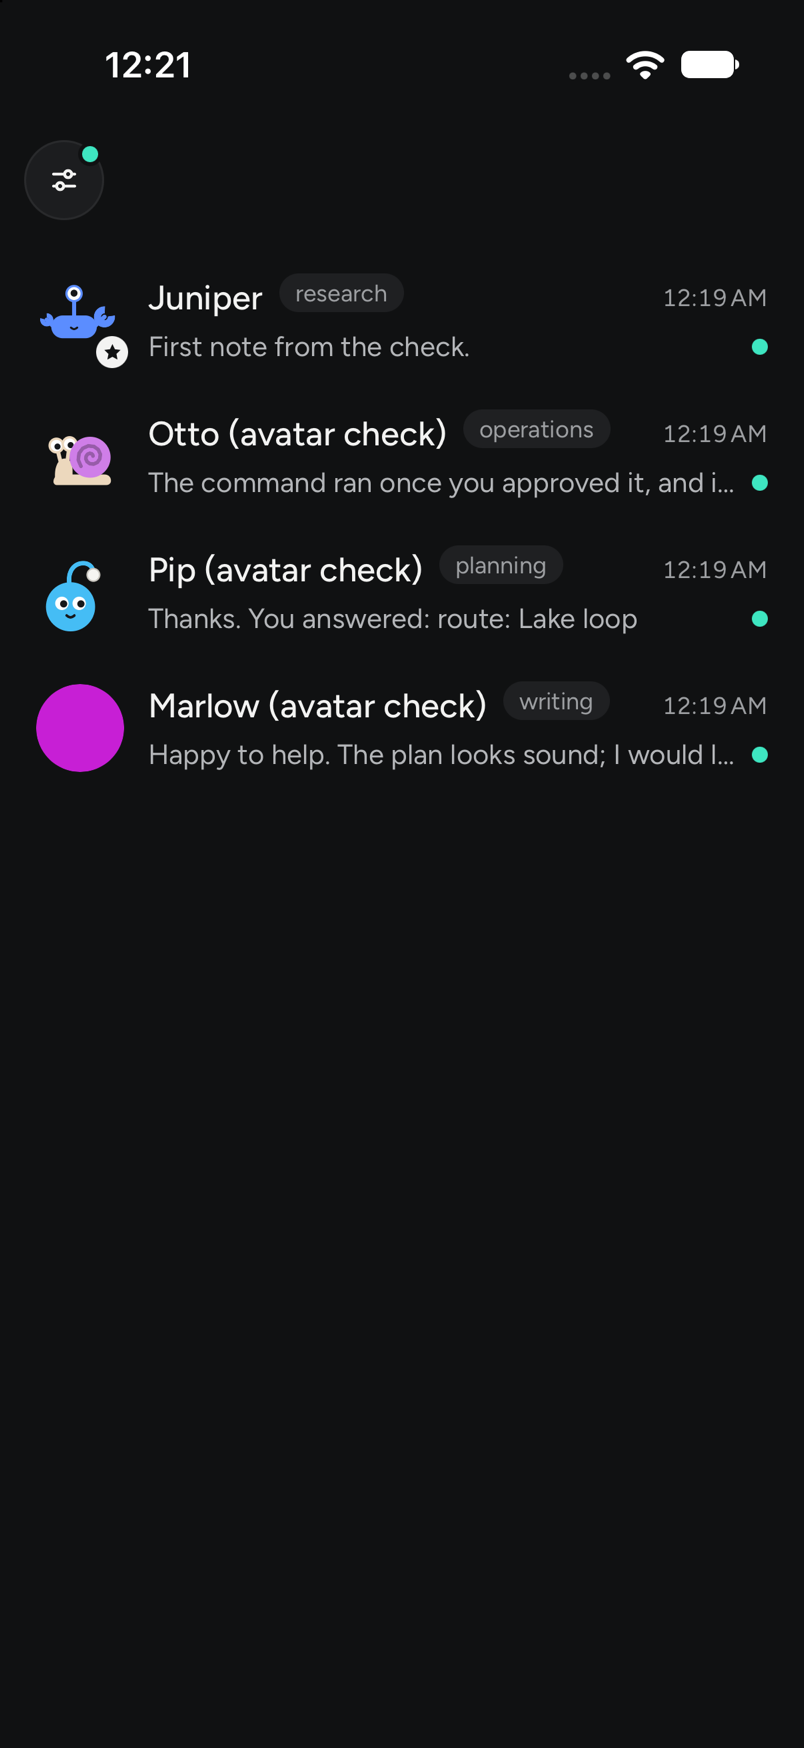 12:21
Juniper research 12:19 AM
First note from the check.
Otto (avatar check) operations 12:19 AM
The command ran once you approved it, and i...
Pip (avatar check) planning 12:19 AM
Thanks. You answered: route: Lake loop
Marlow (avatar check) writing 12:19 AM
Happy to help. The plan looks sound; I would l...